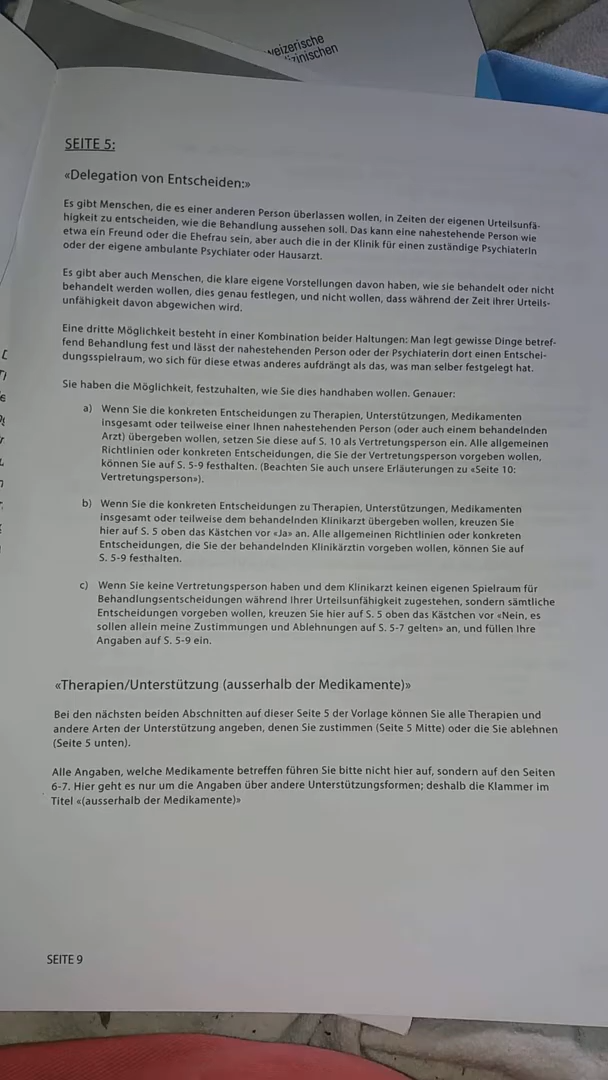 weizerische
izinischen
SEITE 5:
«Delegation von Entscheiden:»
Es gibt Menschen, die es einer anderen Person überlassen wollen, in Zeiten der eigenen Urteilsunfä-
higkeit zu entscheiden, wie die Behandlung aussehen soll. Das kann eine nahestehende Person wie
etwa ein Freund oder die Ehefrau sein, aber auch die in der Klinik für einen zuständige PsychiaterIn
oder der eigene ambulante Psychiater oder Hausarzt.
Es gibt aber auch Menschen, die klare eigene Vorstellungen davon haben, wie sie behandelt oder nicht
behandelt werden wollen, dies genau festlegen, und nicht wollen, dass während der Zeit ihrer Urteils-
unfähigkeit davon abgewichen wird.
Eine dritte Möglichkeit besteht in einer Kombination beider Haltungen: Man legt gewisse Dinge betref-
fend Behandlung fest und lässt der nahestehenden Person oder der Psychiaterin dort einen Entschei-
dungsspielraum, wo sich für diese etwas anderes aufdrängt als das, was man selber festgelegt hat.
Sie haben die Möglichkeit, festzuhalten, wie Sie dies handhaben wollen. Genauer:
a) Wenn Sie die konkreten Entscheidungen zu Therapien, Unterstützungen, Medikamenten
insgesamt oder teilweise einer Ihnen nahestehenden Person (oder auch einem behandelnden
Arzt) übergeben wollen, setzen Sie diese auf S. 10 als Vertretungsperson ein. Alle allgemeinen
Richtlinien oder konkreten Entscheidungen, die Sie der Vertretungsperson vorgeben wollen,
können Sie auf S. 5-9 festhalten. (Beachten Sie auch unsere Erläuterungen zu «Seite 10:
Vertretungsperson»).
b) Wenn Sie die konkreten Entscheidungen zu Therapien, Unterstützungen, Medikamenten
insgesamt oder teilweise dem behandelnden Klinikarzt übergeben wollen, kreuzen Sie
hier auf S. 5 oben das Kästchen vor «Ja» an. Alle allgemeinen Richtlinien oder konkreten
Entscheidungen, die Sie der behandelnden Klinikärztin vorgeben wollen, können Sie auf
S. 5-9 festhalten.
c) Wenn Sie keine Vertretungsperson haben und dem Klinikarzt keinen eigenen Spielraum für
Behandlungsentscheidungen während Ihrer Urteilsunfähigkeit zugestehen, sondern sämtliche
Entscheidungen vorgeben wollen, kreuzen Sie hier auf S. 5 oben das Kästchen vor «Nein, es
sollen allein meine Zustimmungen und Ablehnungen auf S. 5-7 gelten» an, und füllen Ihre
Angaben auf S. 5-9 ein.
«Therapien/Unterstützung (ausserhalb der Medikamente)»
Bei den nächsten beiden Abschnitten auf dieser Seite 5 der Vorlage können Sie alle Therapien und
andere Arten der Unterstützung angeben, denen Sie zustimmen (Seite 5 Mitte) oder die Sie ablehnen
(Seite 5 unten).
Alle Angaben, welche Medikamente betreffen führen Sie bitte nicht hier auf, sondern auf den Seiten
6-7. Hier geht es nur um die Angaben über andere Unterstützungsformen; deshalb die Klammer im
Titel «(ausserhalb der Medikamente)»
SEITE 9